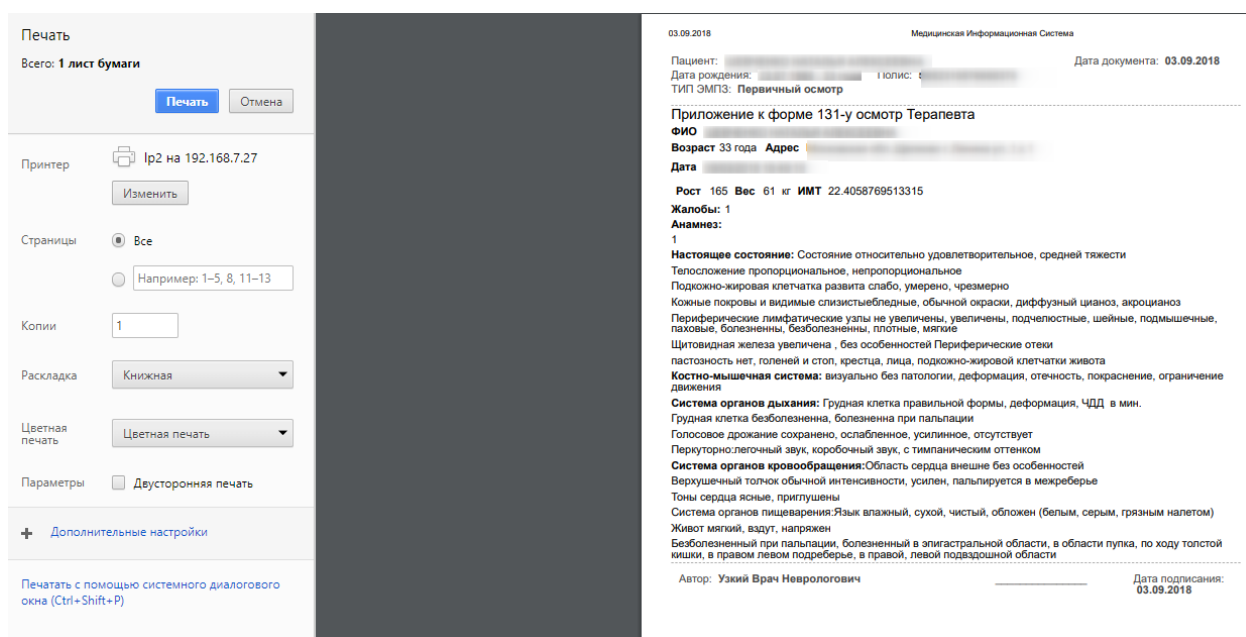 Печать
Всего: 1 лист бумаги
Печать
Отмена
Принтер
lp2 на 192.168.7.27
Изменить
Страницы
Все
Например: 1–5, 8, 11–13
Копии
1
Раскладка
Книжная
Цветная
печать
Цветная печать
Параметры
Двусторонняя печать
+ Дополнительные настройки
Печатать с помощью системного диалогового
окна (Ctrl+Shift+P)
03.09.2018 Медицинская Информационная Система
Пациент: Дата документа: 03.09.2018
Дата рождения: Полис:
ТИП ЭМПЗ: Первичный осмотр
Приложение к форме 131-у осмотр Терапевта
ФИО
Возраст 33 года Адрес
Дата
Рост 165 Вес 61 кг ИМТ 22.4058769513315
Жалобы: 1
Анамнез:
1
Настоящее состояние: Состояние относительно удовлетворительное, средней тяжести
Телосложение пропорциональное, непропорциональное
Подкожно-жировая клетчатка развита слабо, умерено, чрезмерно
Кожные покровы и видимые слизистыебледные, обычной окраски, диффузный цианоз, акроцианоз
Периферические лимфатические узлы не увеличены, увеличены, подчелюстные, шейные, подмышечные,
паховые, болезненны, безболезненны, плотные, мягкие
Щитовидная железа увеличена , без особенностей Периферические отеки
пастозность нет, голеней и стоп, крестца, лица, подкожно-жировой клетчатки живота
Костно-мышечная система: визуально без патологии, деформация, отечность, покраснение, ограничение
движения
Система органов дыхания: Грудная клетка правильной формы, деформация, ЧДД в мин.
Грудная клетка безболезненна, болезненна при пальпации
Голосовое дрожание сохранено, ослабленное, усилинное, отсутствует
Перкуторно:легочный звук, коробочный звук, с тимпаническим оттенком
Система органов кровообращения:Область сердца внешне без особенностей
Верхушечный толчок обычной интенсивности, усилен, пальпируется в межреберье
Тоны сердца ясные, приглушены
Система органов пищеварения:Язык влажный, сухой, чистый, обложен (белым, серым, грязным налетом)
Живот мягкий, вздут, напряжен
Безболезненный при пальпации, болезненный в эпигастральной области, в области пупка, по ходу толстой
кишки, в правом левом подреберье, в правой, левой подвздошной области
Автор: Узкий Врач Неврологович Дата подписания:
03.09.2018